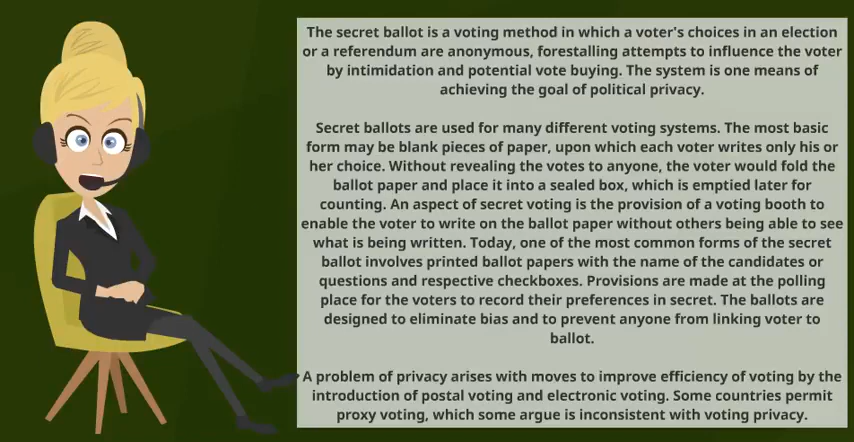 The secret ballot is a voting method in which a voter's choices in an election
or a referendum are anonymous, forestalling attempts to influence the voter
by intimidation and potential vote buying. The system is one means of
achieving the goal of political privacy.
Secret ballots are used for many different voting systems. The most basic
form may be blank pieces of paper, upon which each voter writes only his or
her choice. Without revealing the votes to anyone, the voter would fold the
ballot paper and place it into a sealed box, which is emptied later for
counting. An aspect of secret voting is the provision of a voting booth to
enable the voter to write on the ballot paper without others being able to see
what is being written. Today, one of the most common forms of the secret
ballot involves printed ballot papers with the name of the candidates or
questions and respective checkboxes. Provisions are made at the polling
place for the voters to record their preferences in secret. The ballots are
designed to eliminate bias and to prevent anyone from linking voter to
ballot.
A problem of privacy arises with moves to improve efficiency of voting by the
introduction of postal voting and electronic voting. Some countries permit
proxy voting, which some argue is inconsistent with voting privacy.